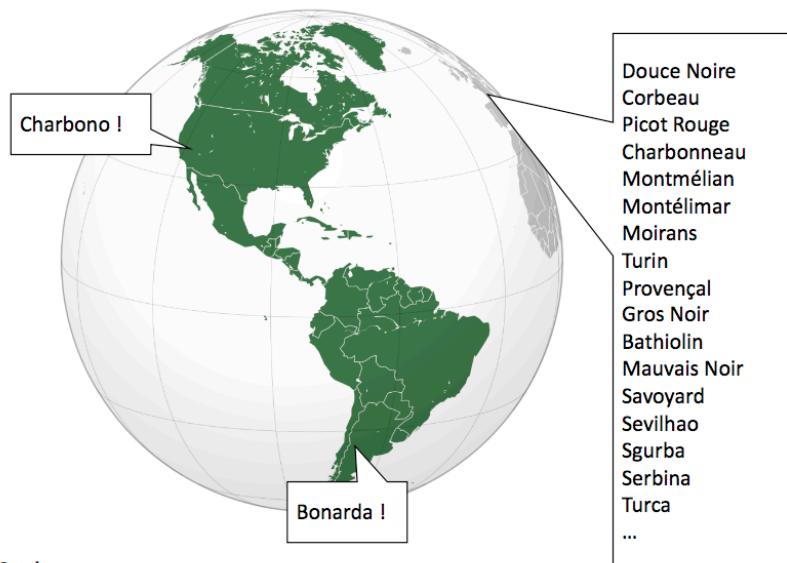 Charbono !
Douce Noire
Corbeau
Picot Rouge
Charbonneau
Montmélian
Montélimar
Moirans
Turin
Provençal
Gros Noir
Bathiolin
Mauvais Noir
Savoyard
Sevilhao
Sgurba
Serbina
Turca
...
Bonarda !